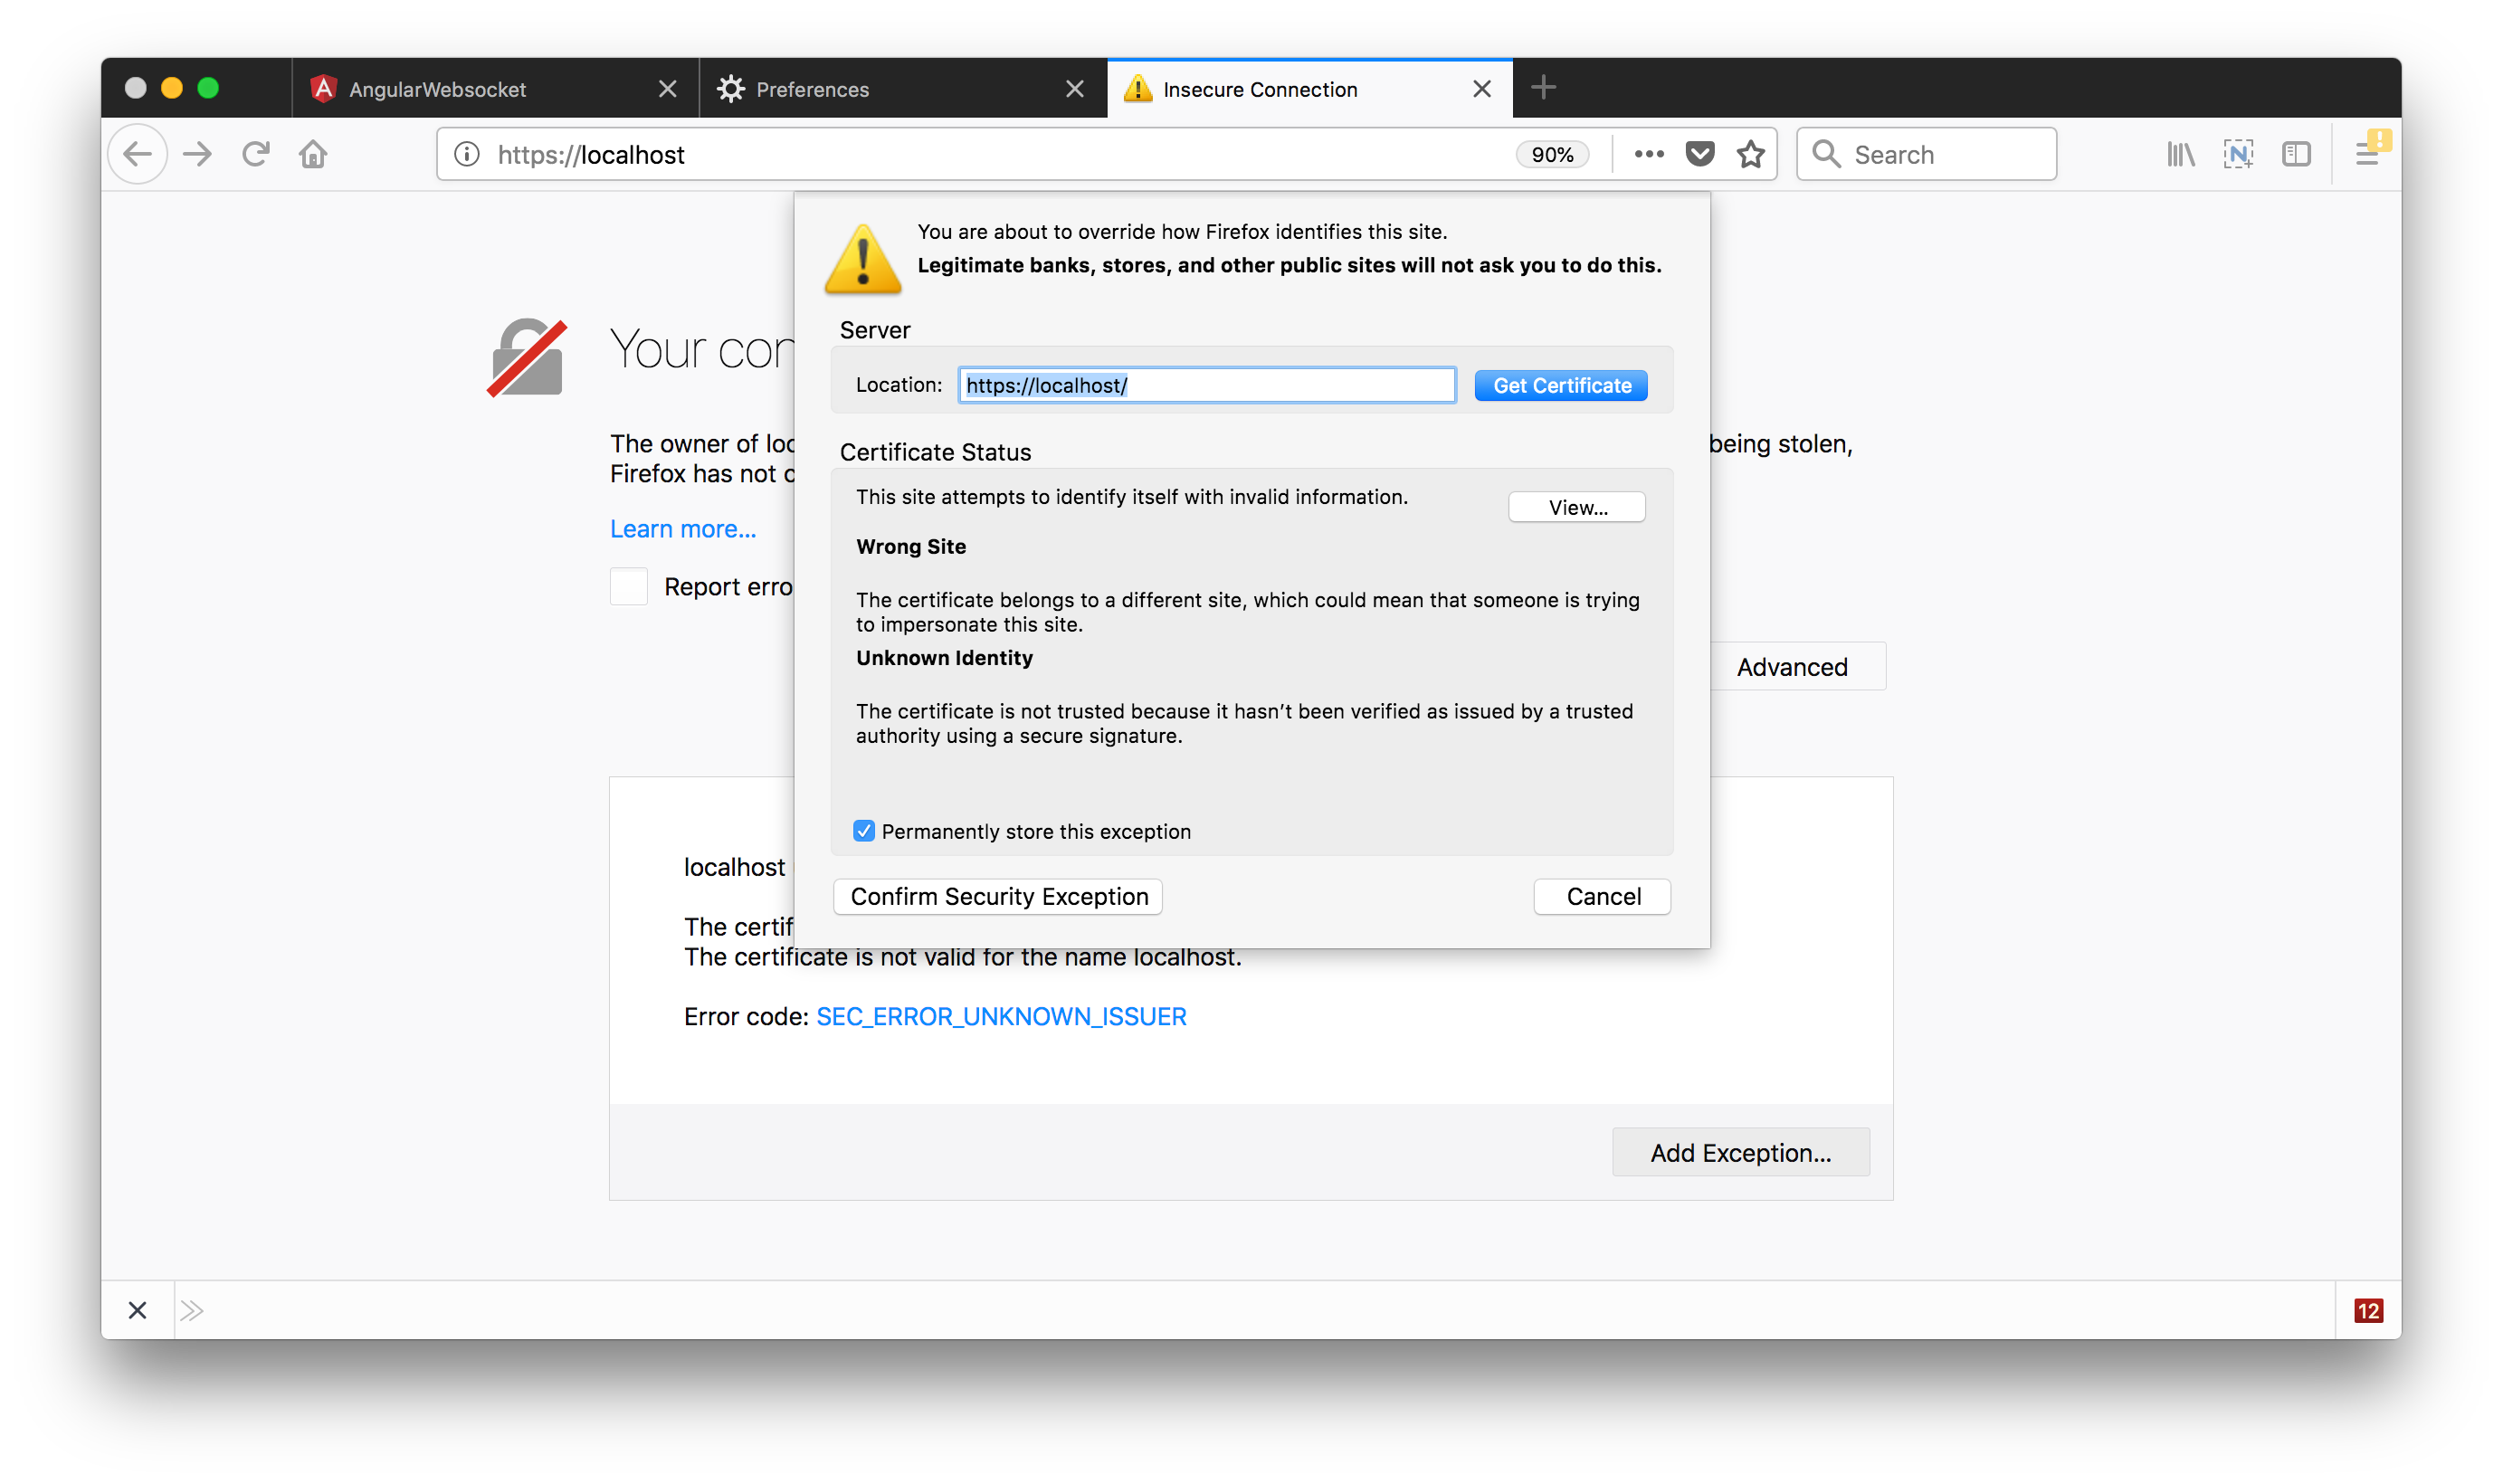 AngularWebsocket
Preferences
Insecure Connection
https://localhost
90%
Search
You are about to override how Firefox identifies this site.
Legitimate banks, stores, and other public sites will not ask you to do this.
Server
Location:
https://localhost/
Get Certificate
Certificate Status
This site attempts to identify itself with invalid information.
View...
Wrong Site
The certificate belongs to a different site, which could mean that someone is trying
to impersonate this site.
Unknown Identity
The certificate is not trusted because it hasn’t been verified as issued by a trusted
authority using a secure signature.
Permanently store this exception
Confirm Security Exception
Cancel
Your
The owner of
being stolen,
Firefox has not
Learn more...
Report
Advanced
localhost
The
The certificate is not valid for the name localhost.
Error code: SEC_ERROR_UNKNOWN_ISSUER
Add Exception...
12